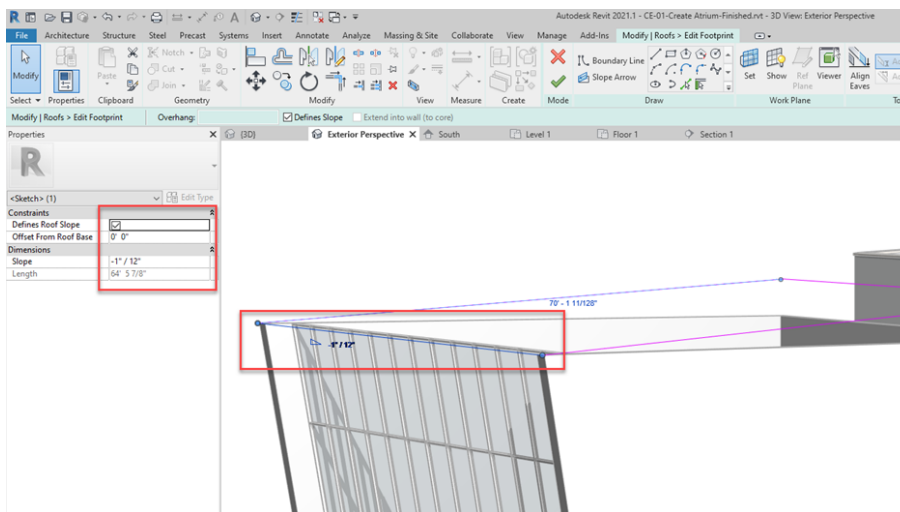 Autodesk Revit 2021.1 - CE-01-Create Atrium-Finished.rvt - 3D View: Exterior Perspective
File Architecture Structure Steel Precast Systems Insert Annotate Analyze Massing & Site Collaborate View Manage Add-Ins Modify | Roofs > Edit Footprint
Modify Paste Notch Cut Join Boundary Line Slope Arrow Set Show Ref Plane Viewer Align Eaves
Select Properties Clipboard Geometry Modify View Measure Create Mode Draw Work Plane
Modify | Roofs > Edit Footprint Overhang: Defines Slope Extend into wall (to core)
Properties {3D} Exterior Perspective South Level 1 Floor 1 Section 1
R
<Sketch> (1) Edit Type
Constraints
Defines Roof Slope
Offset From Roof Base 0' 0"
Dimensions
Slope -1" / 12"
Length 64' 5 7/8"
70' - 1 11/128"
-1" / 12"